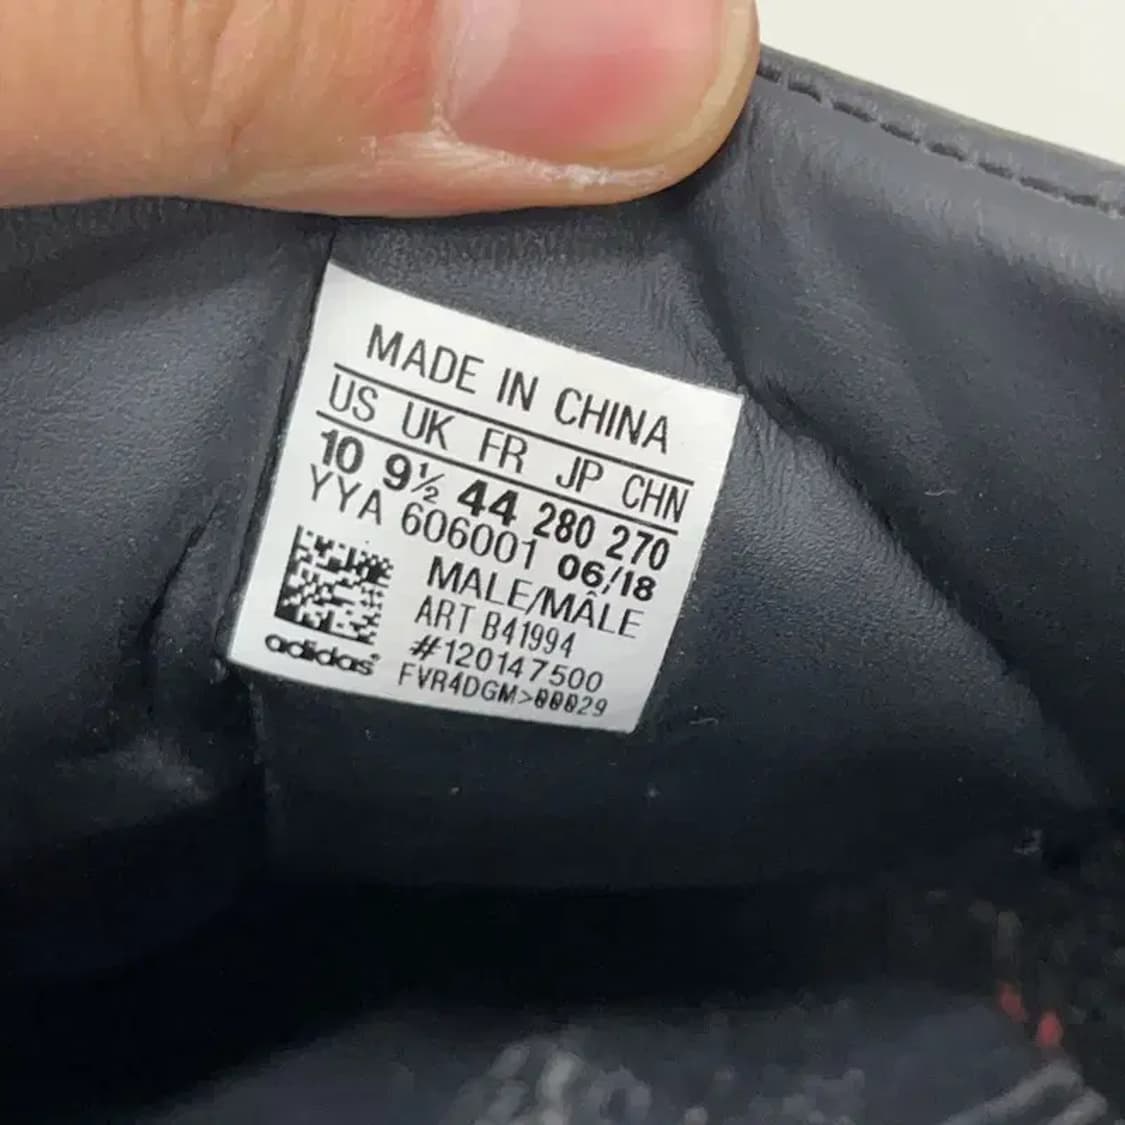 MADE IN CHINA
US UK FR JP CHN
10 9½ 44 280 270
YYA 606001 06/18
MALE/MÂLE
ART B41994
#120147500
FVR4DGM>00029
adidas